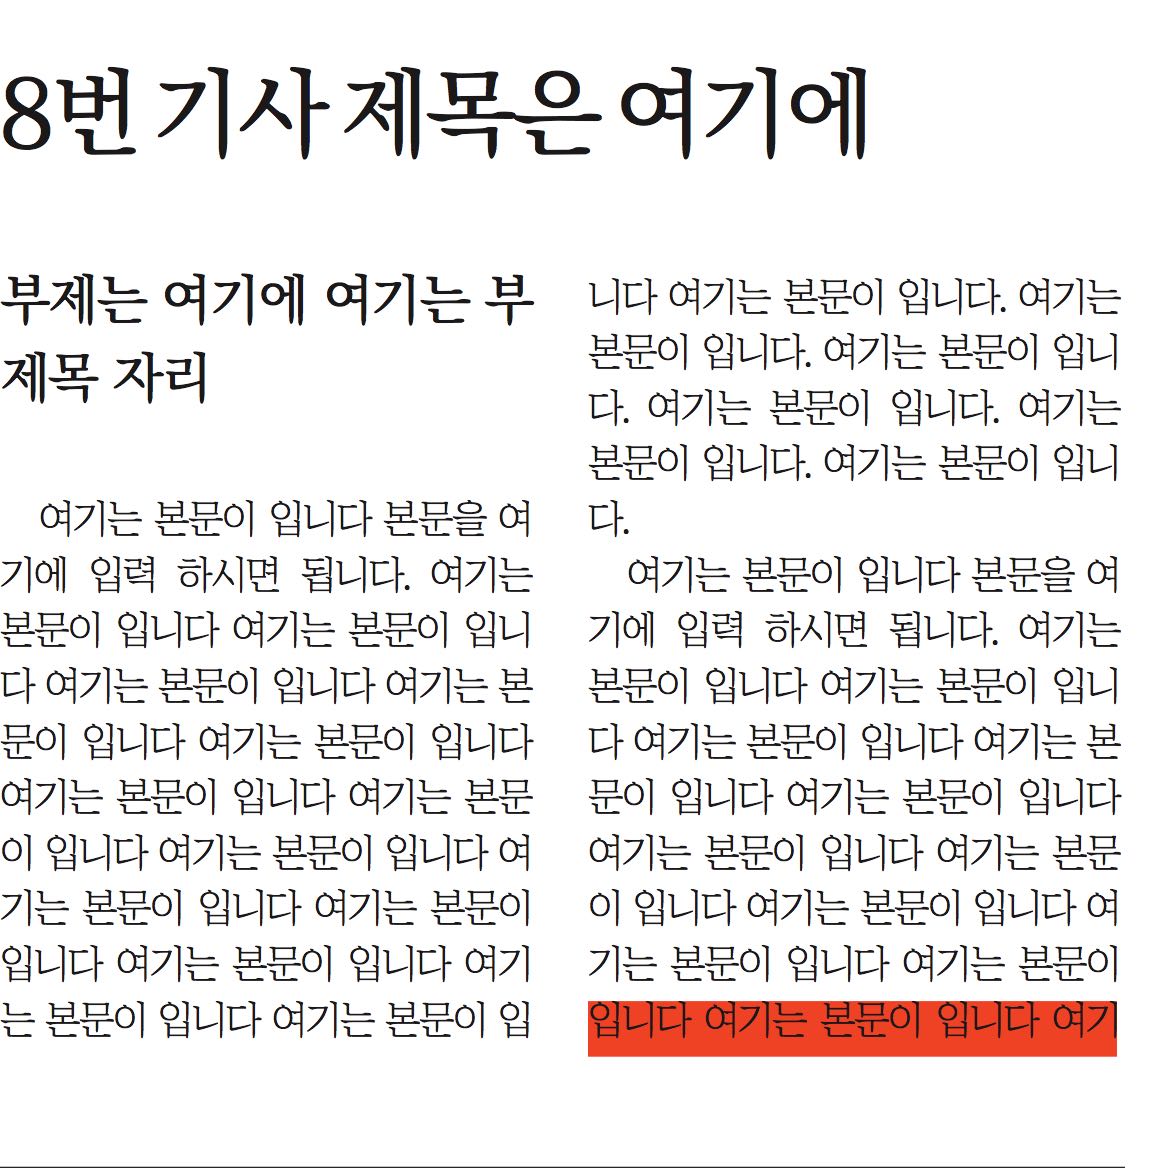 8번 기사 제목은 여기에
부제는 여기에 여기는 부
제목 자리
여기는 본문이 입니다 본문을 여
기에 입력 하시면 됩니다. 여기는
본문이 입니다 여기는 본문이 입니
다 여기는 본문이 입니다 여기는 본
문이 입니다 여기는 본문이 입니다
여기는 본문이 입니다 여기는 본문
이 입니다 여기는 본문이 입니다 여
기는 본문이 입니다 여기는 본문이
입니다 여기는 본문이 입니다 여기
는 본문이 입니다 여기는 본문이 입
니다 여기는 본문이 입니다. 여기는
본문이 입니다. 여기는 본문이 입니
다. 여기는 본문이 입니다. 여기는
본문이 입니다. 여기는 본문이 입니
다.
여기는 본문이 입니다 본문을 여
기에 입력 하시면 됩니다. 여기는
본문이 입니다 여기는 본문이 입니
다 여기는 본문이 입니다 여기는 본
문이 입니다 여기는 본문이 입니다
여기는 본문이 입니다 여기는 본문
이 입니다 여기는 본문이 입니다 여
기는 본문이 입니다 여기는 본문이
입니다 여기는 본문이 입니다 여기